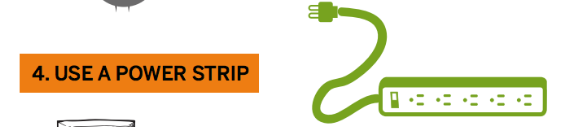 4. USE A POWER STRIP